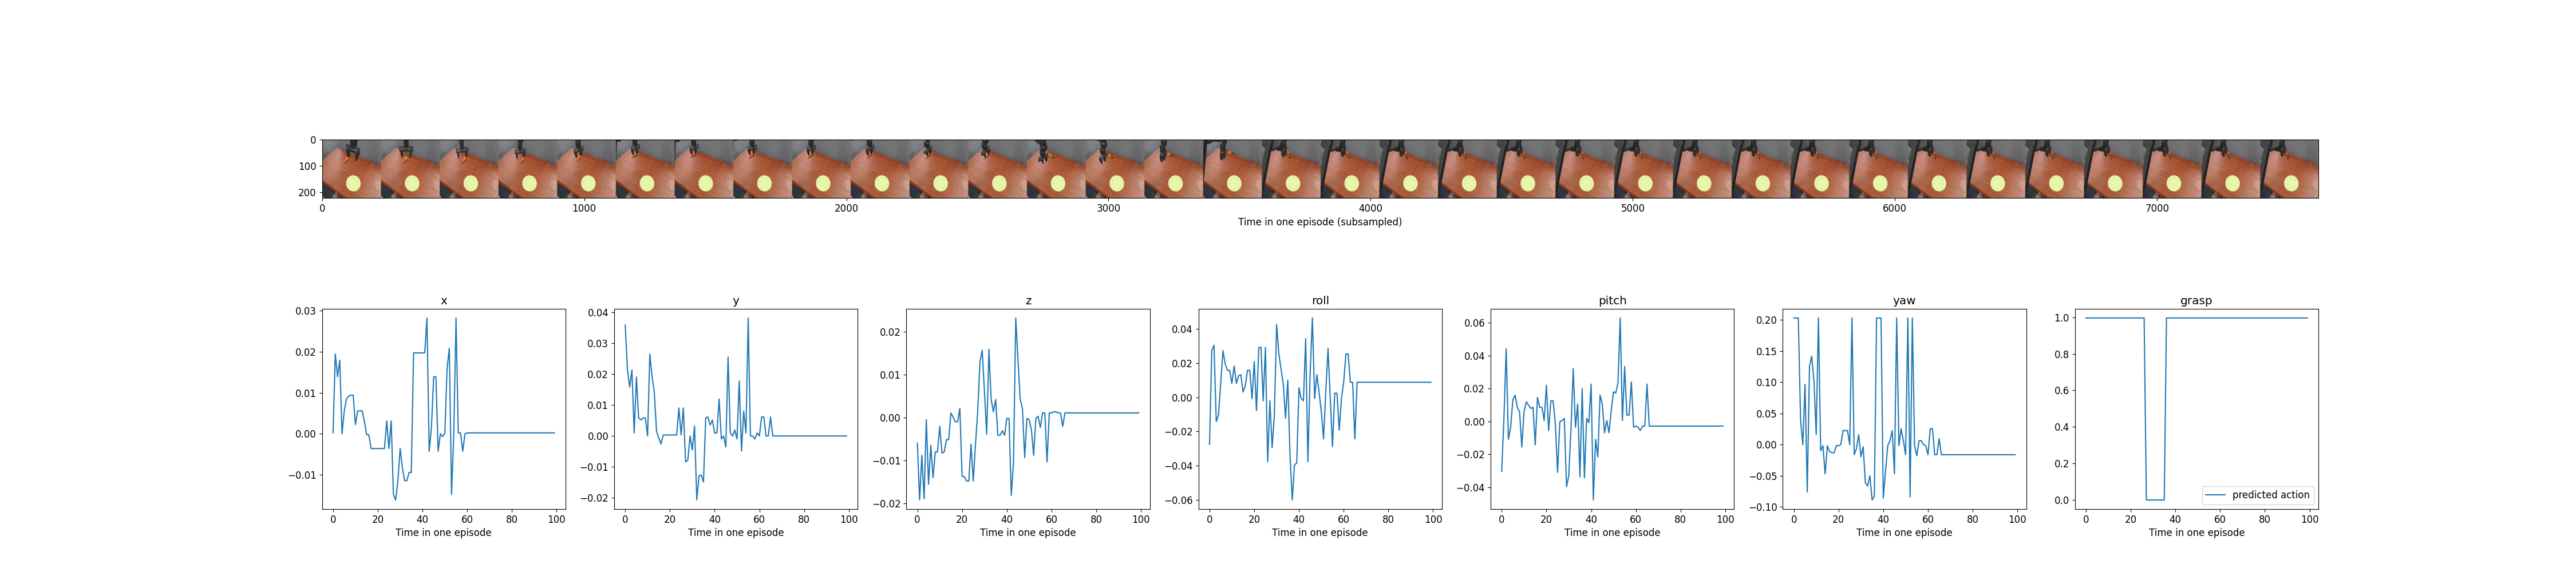 0
100
200
0 1000 2000 3000 4000 5000 6000 7000
Time in one episode (subsampled)
x
0.03
0.02
0.01
0.00
−0.01
0 20 40 60 80 100
Time in one episode
y
0.04
0.03
0.02
0.01
0.00
−0.01
−0.02
0 20 40 60 80 100
Time in one episode
z
0.02
0.01
0.00
−0.01
−0.02
0 20 40 60 80 100
Time in one episode
roll
0.04
0.02
0.00
−0.02
−0.04
−0.06
0 20 40 60 80 100
Time in one episode
pitch
0.06
0.04
0.02
0.00
−0.02
−0.04
0 20 40 60 80 100
Time in one episode
yaw
0.20
0.15
0.10
0.05
0.00
−0.05
−0.10
0 20 40 60 80 100
Time in one episode
grasp
1.0
0.8
0.6
0.4
0.2
0.0
predicted action
0 20 40 60 80 100
Time in one episode